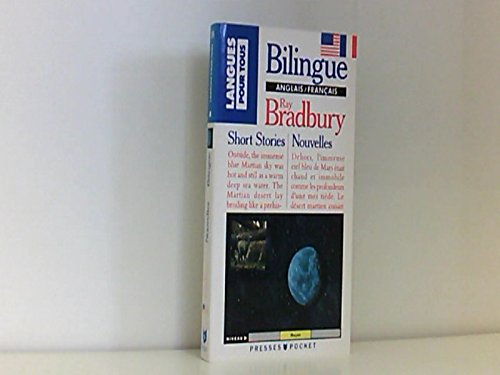 LANGUES
POUR TOUS
Bilingue
ANGLAIS/FRANÇAIS
Ray
Bradbury
Short Stories
Outside, the immense
blue Martian sky was
hot and still as a warm
deep sea water. The
Martian desert lay
broiling like a prehis-
Nouvelles
Dehors, l'immense
ciel bleu de Mars était
chaud et immobile
comme les profondeurs
d'une mer tiède. Le
désert martien cuisait
NIVEAU
PRESSES POCKET
Nouvelles